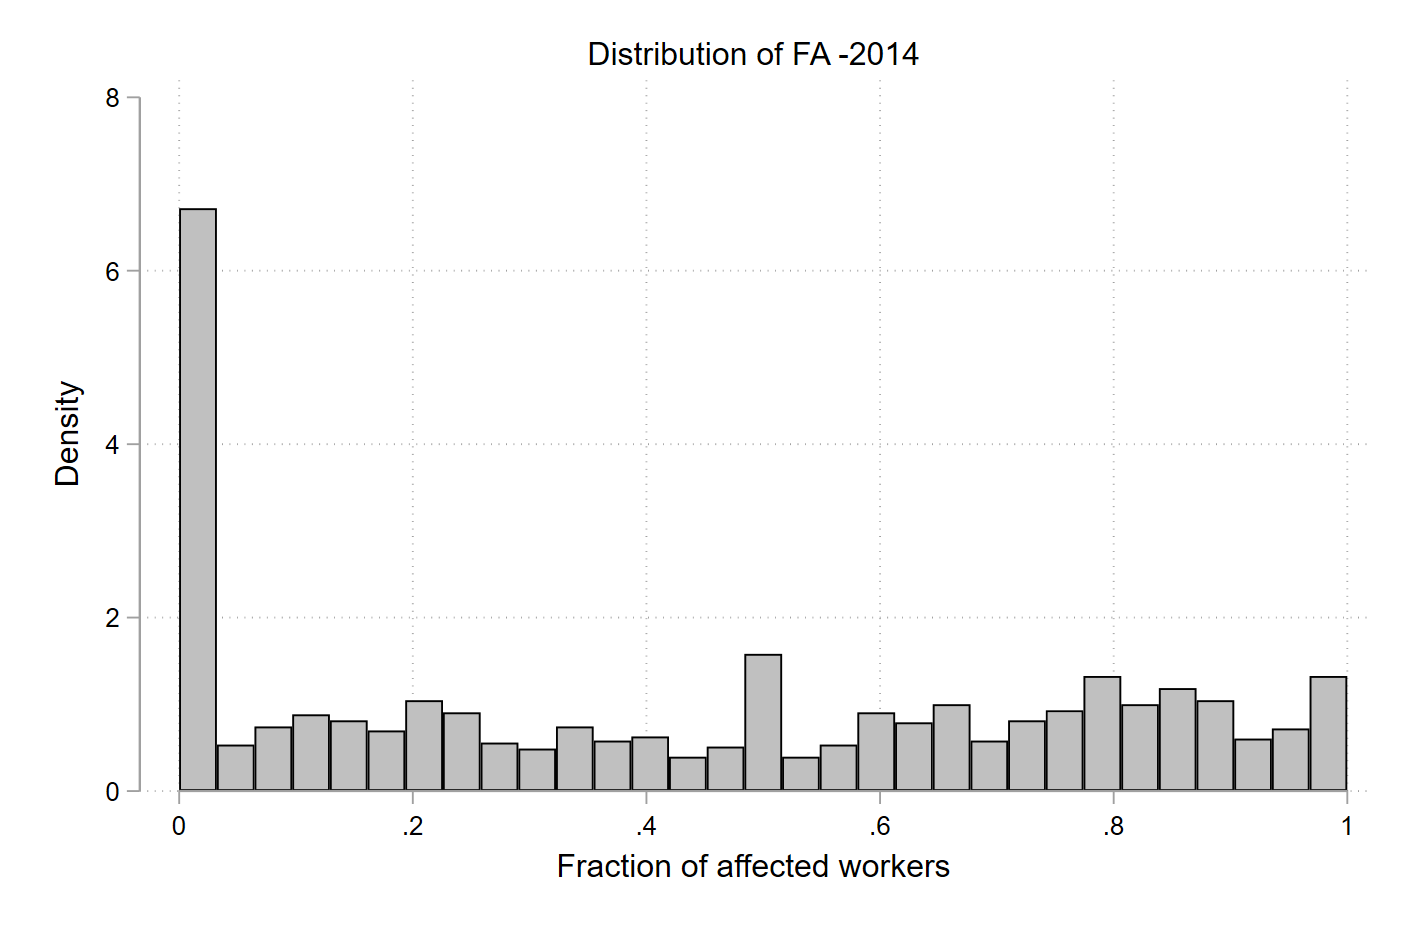 Distribution of FA -2014
8
6
4
2
0
Density
0 .2 .4 .6 .8 1
Fraction of affected workers